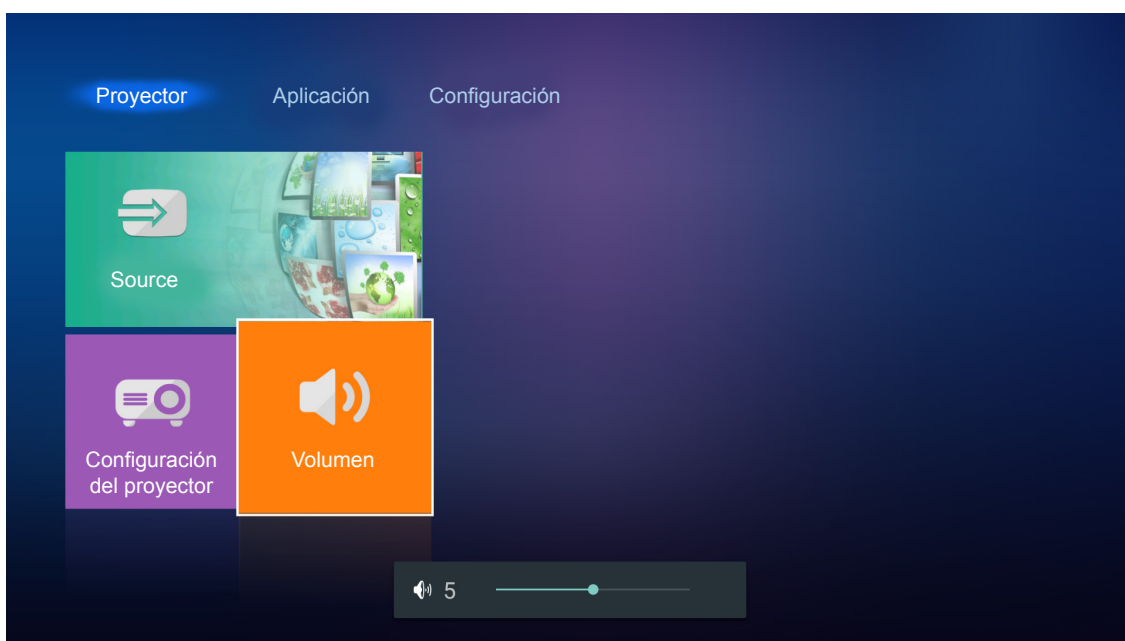 Proyector Aplicación Configuración
Source
Configuración
del proyector
Volumen
5